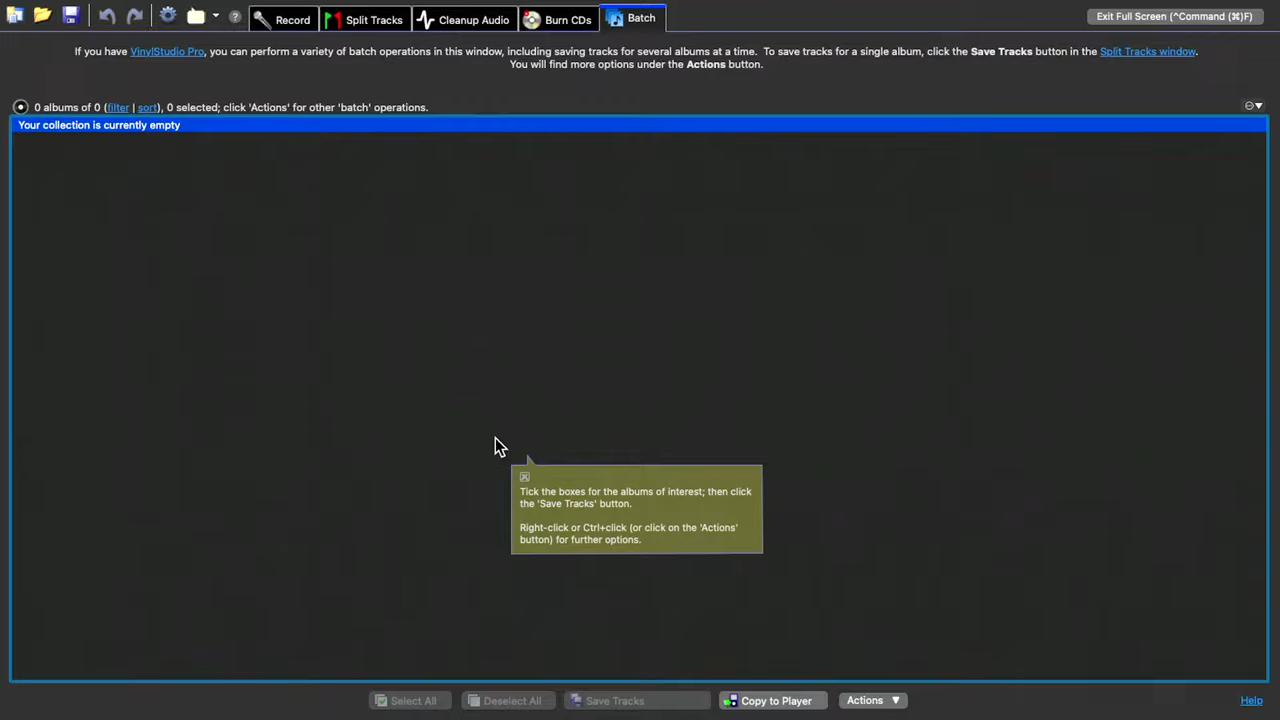 Record
Split Tracks
Cleanup Audio
Burn CDs
Batch
Exit Full Screen (^Command (⌘)F)
If you have VinylStudio Pro, you can perform a variety of batch operations in this window, including saving tracks for several albums at a time. To save tracks for a single album, click the Save Tracks button in the Split Tracks window.
You will find more options under the Actions button.
0 albums of 0 (filter | sort), 0 selected; click 'Actions' for other 'batch' operations.
Your collection is currently empty
Tick the boxes for the albums of interest; then click
the 'Save Tracks' button.
Right-click or Ctrl+click (or click on the 'Actions'
button) for further options.
Select All
Deselect All
Save Tracks
Copy to Player
Actions ▼
Help